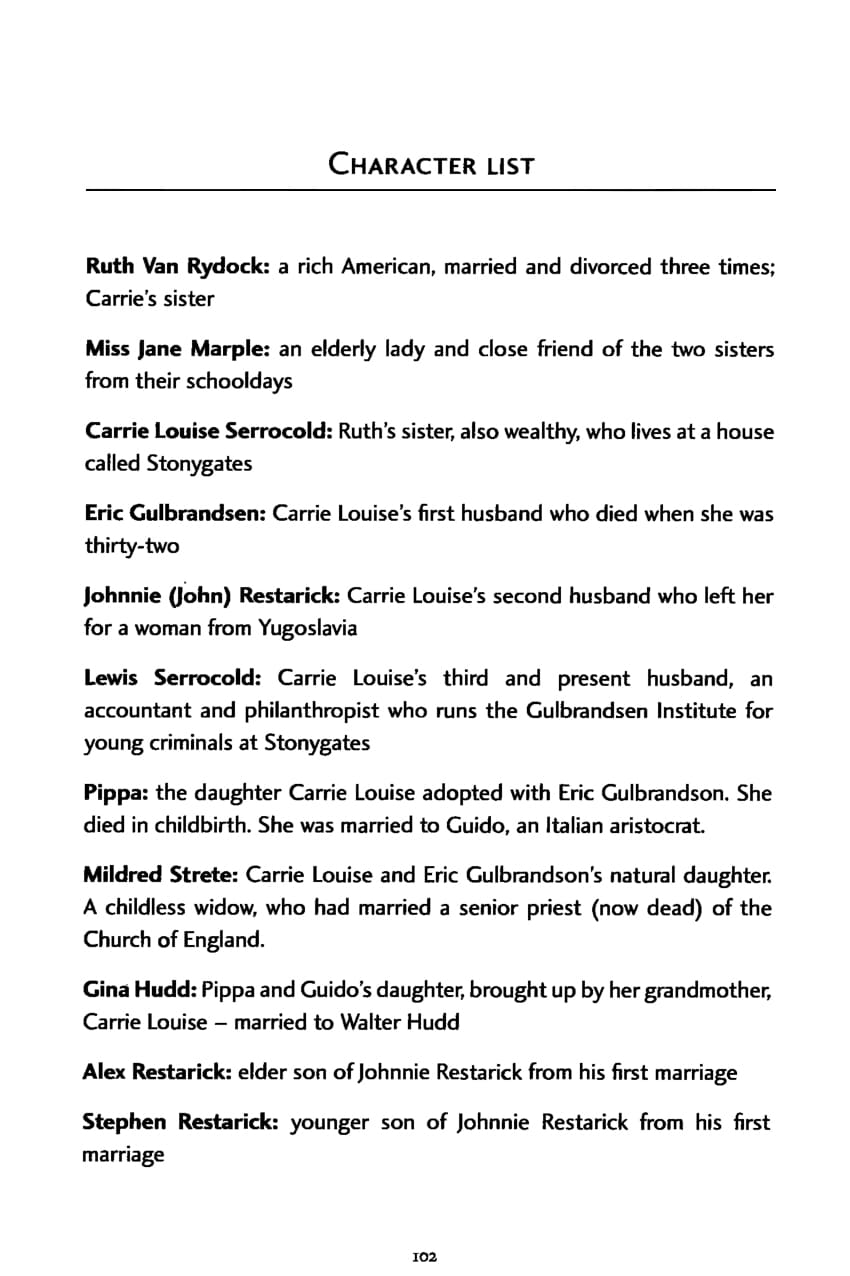 CHARACTER LIST
Ruth Van Rydock: a rich American, married and divorced three times;
Carrie's sister
Miss Jane Marple: an elderly lady and close friend of the two sisters
from their schooldays
Carrie Louise Serrocold: Ruth's sister, also wealthy, who lives at a house
called Stonygates
Eric Gulbrandsen: Carrie Louise's first husband who died when she was
thirty-two
Johnnie (John) Restarick: Carrie Louise's second husband who left her
for a woman from Yugoslavia
Lewis Serrocold: Carrie Louise's third and present husband, an
accountant and philanthropist who runs the Gulbrandsen Institute for
young criminals at Stonygates
Pippa: the daughter Carrie Louise adopted with Eric Gulbrandson. She
died in childbirth. She was married to Guido, an Italian aristocrat.
Mildred Strete: Carrie Louise and Eric Gulbrandson's natural daughter.
A childless widow, who had married a senior priest (now dead) of the
Church of England.
Gina Hudd: Pippa and Guido's daughter, brought up by her grandmother,
Carrie Louise – married to Walter Hudd
Alex Restarick: elder son of Johnnie Restarick from his first marriage
Stephen Restarick: younger son of Johnnie Restarick from his first
marriage
102